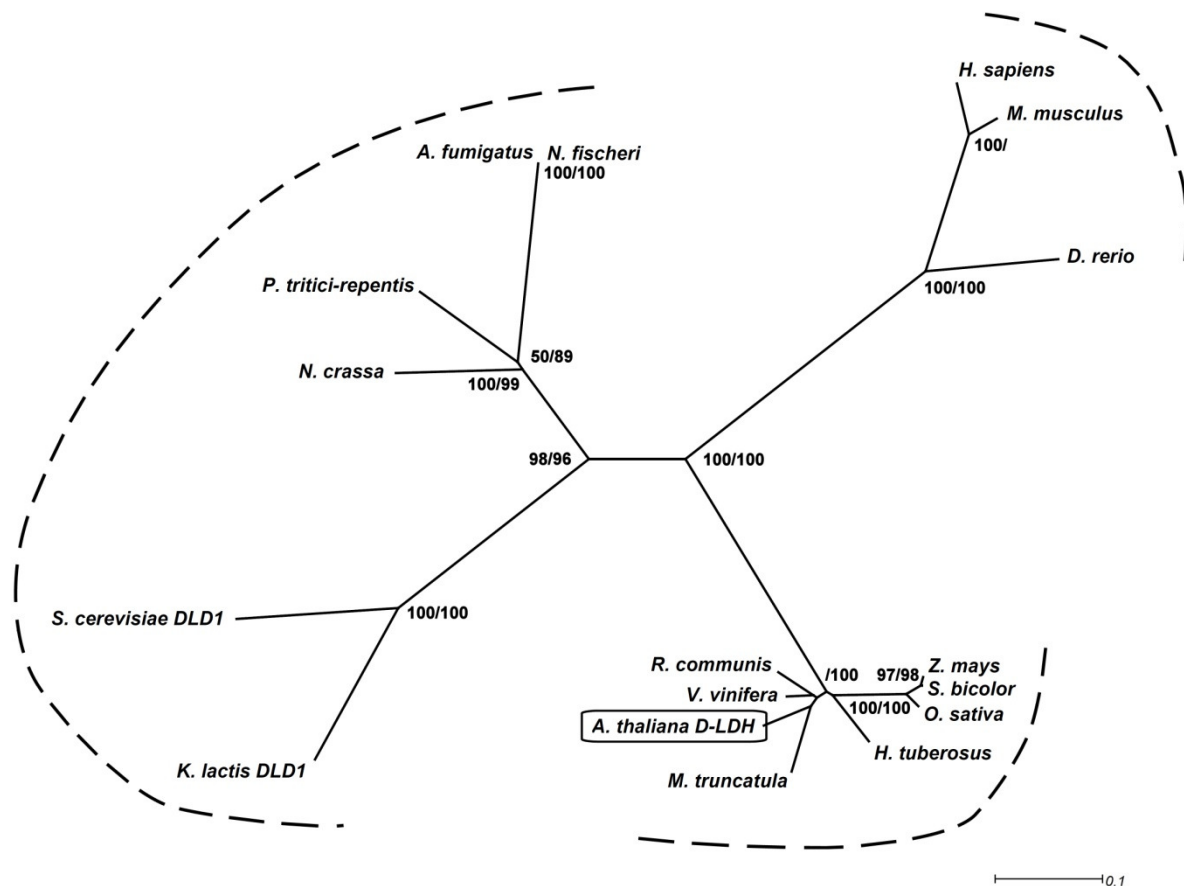 H. sapiens
M. musculus
100/
A. fumigatus N. fischeri
100/100
D. rerio
100/100
P. tritici-repentis
50/89
N. crassa
100/99
98/96
100/100
S. cerevisiae DLD1
100/100
K. lactis DLD1
R. communis
/100
97/98
Z. mays
V. vinifera
S. bicolor
100/100
O. sativa
A. thaliana D-LDH
H. tuberosus
M. truncatula
0.1